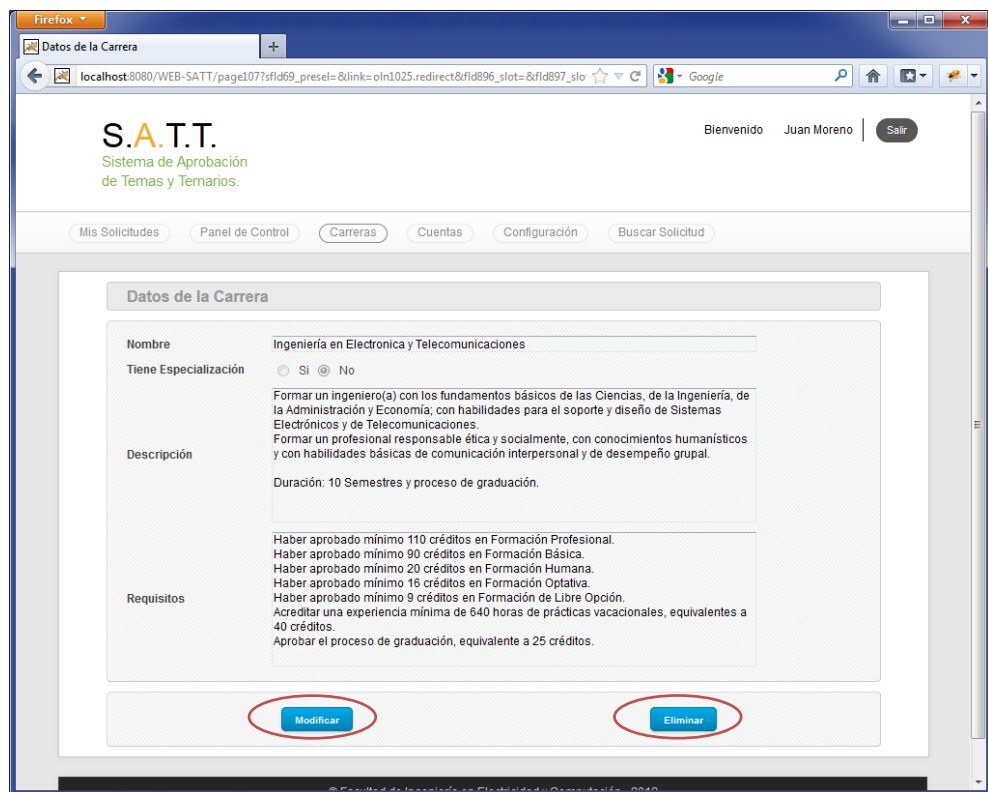 Firefox
Datos de la Carrera
localhost:8080/WEB-SATT/page107?sfld69_presel=&link=oln1025.redirect&fld896_slot=&fld897_slo
Google
S.A.T.T.
Sistema de Aprobación
de Temas y Temarios.
Bienvenido Juan Moreno Salir
Mis Solicitudes Panel de Control Carreras Cuentas Configuración Buscar Solicitud
Datos de la Carrera
Nombre
Ingeniería en Electronica y Telecomunicaciones
Tiene Especialización
Si No
Descripción
Formar un ingeniero(a) con los fundamentos básicos de las Ciencias, de la Ingeniería, de
la Administración y Economía; con habilidades para el soporte y diseño de Sistemas
Electrónicos y de Telecomunicaciones.
Formar un profesional responsable ética y socialmente, con conocimientos humanísticos
y con habilidades básicas de comunicación interpersonal y de desempeño grupal.
Duración: 10 Semestres y proceso de graduación.
Requisitos
Haber aprobado mínimo 110 créditos en Formación Profesional.
Haber aprobado mínimo 90 créditos en Formación Básica.
Haber aprobado mínimo 20 créditos en Formación Humana.
Haber aprobado mínimo 16 créditos en Formación Optativa.
Haber aprobado mínimo 9 créditos en Formación de Libre Opción.
Acreditar una experiencia mínima de 640 horas de prácticas vacacionales, equivalentes a
40 créditos.
Aprobar el proceso de graduación, equivalente a 25 créditos.
Modificar Eliminar
© Facultad de Ingeniería en Electricidad y Computación - 2012